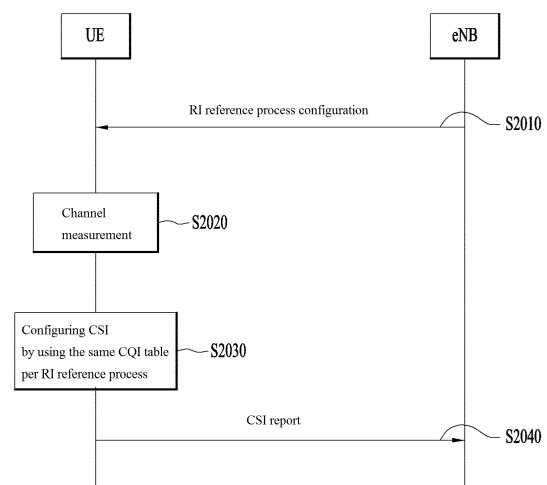 UE
eNB
RI reference process configuration
S2010
Channel
measurement
S2020
Configuring CSI
by using the same CQI table
per RI reference process
S2030
CSI report
S2040